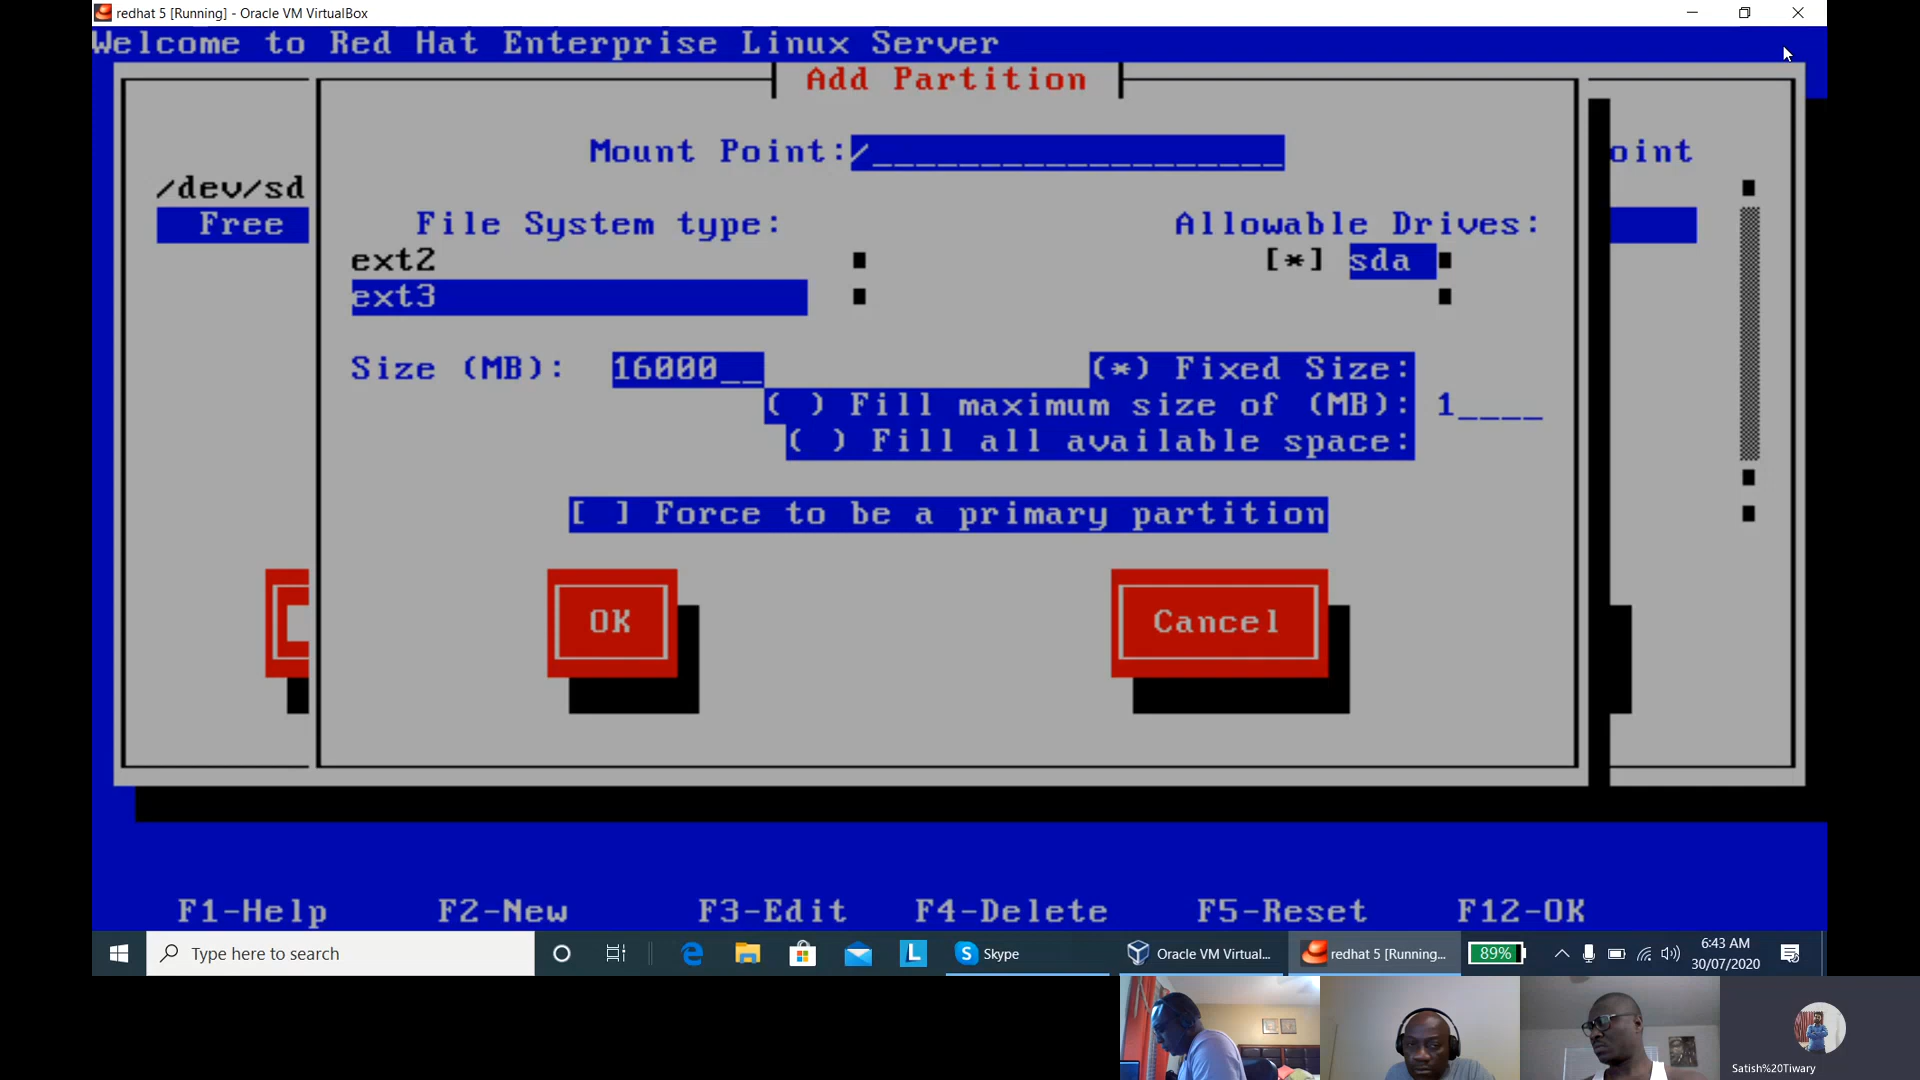 redhat 5 [Running] - Oracle VM VirtualBox
Welcome to Red Hat Enterprise Linux Server
Add Partition
Mount Point:/___________________
oint
/dev/sd
Free
File System type:
Allowable Drives:
ext2
[*] sda
ext3
Size (MB): 16000__
(*) Fixed Size:
( ) Fill maximum size of (MB): 1____
( ) Fill all available space:
[ ] Force to be a primary partition
OK
Cancel
F1-Help F2-New F3-Edit F4-Delete F5-Reset F12-OK
Type here to search
L
S Skype
Oracle VM Virtual...
redhat 5 [Running...
89%
6:43 AM
30/07/2020
Satish%20Tiwary